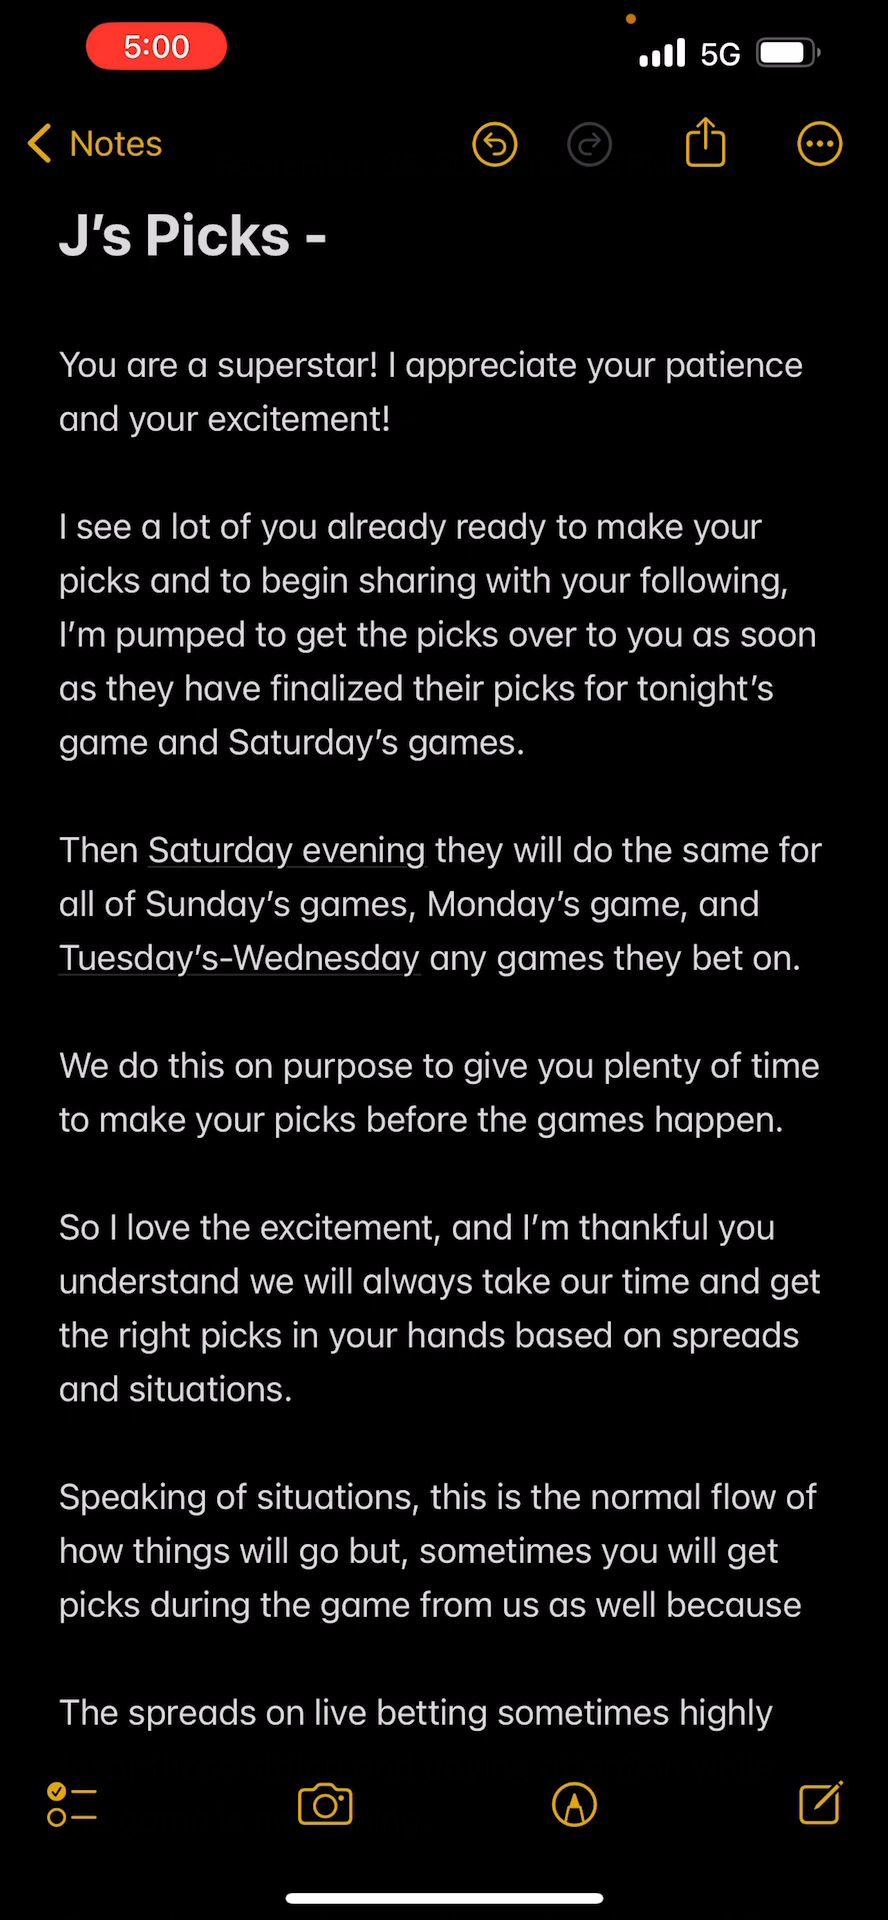 5:00
5G
Notes
J’s Picks -
You are a superstar! I appreciate your patience
and your excitement!
I see a lot of you already ready to make your
picks and to begin sharing with your following,
I’m pumped to get the picks over to you as soon
as they have finalized their picks for tonight’s
game and Saturday’s games.
Then Saturday evening they will do the same for
all of Sunday’s games, Monday’s game, and
Tuesday’s-Wednesday any games they bet on.
We do this on purpose to give you plenty of time
to make your picks before the games happen.
So I love the excitement, and I’m thankful you
understand we will always take our time and get
the right picks in your hands based on spreads
and situations.
Speaking of situations, this is the normal flow of
how things will go but, sometimes you will get
picks during the game from us as well because
The spreads on live betting sometimes highly